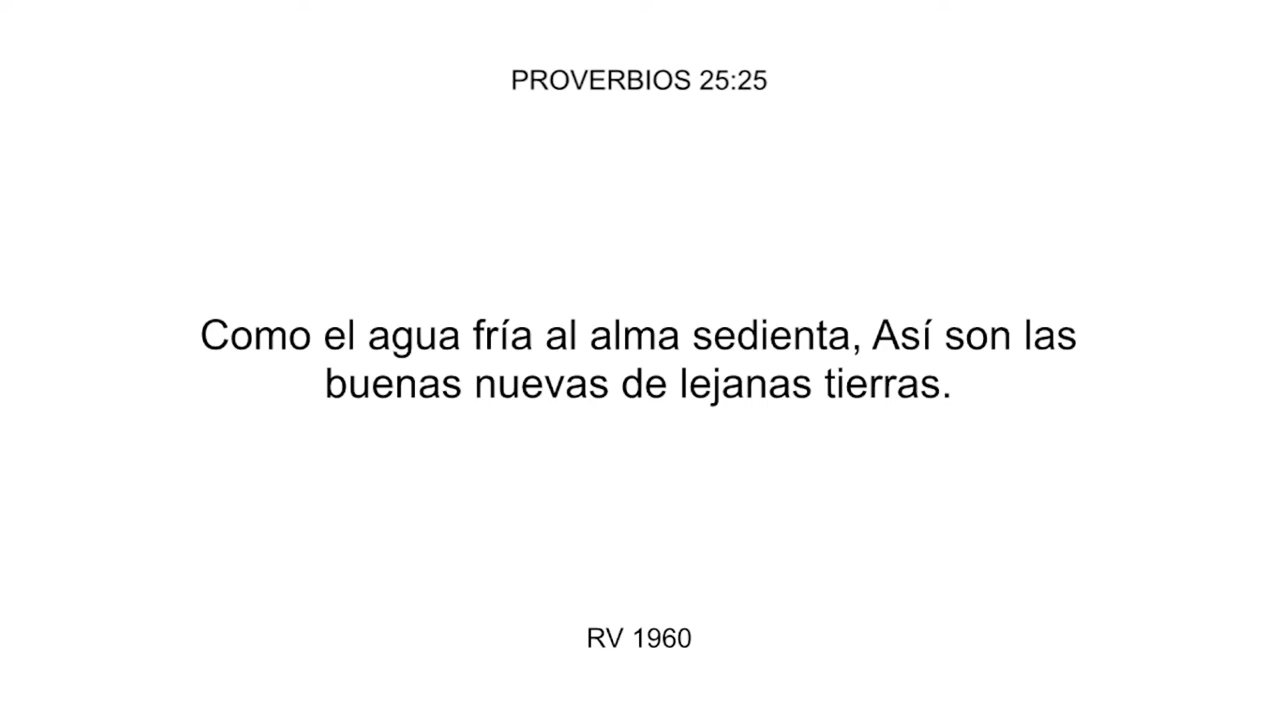 PROVERBIOS 25:25
Como el agua fría al alma sedienta, Así son las
buenas nuevas de lejanas tierras.
RV 1960